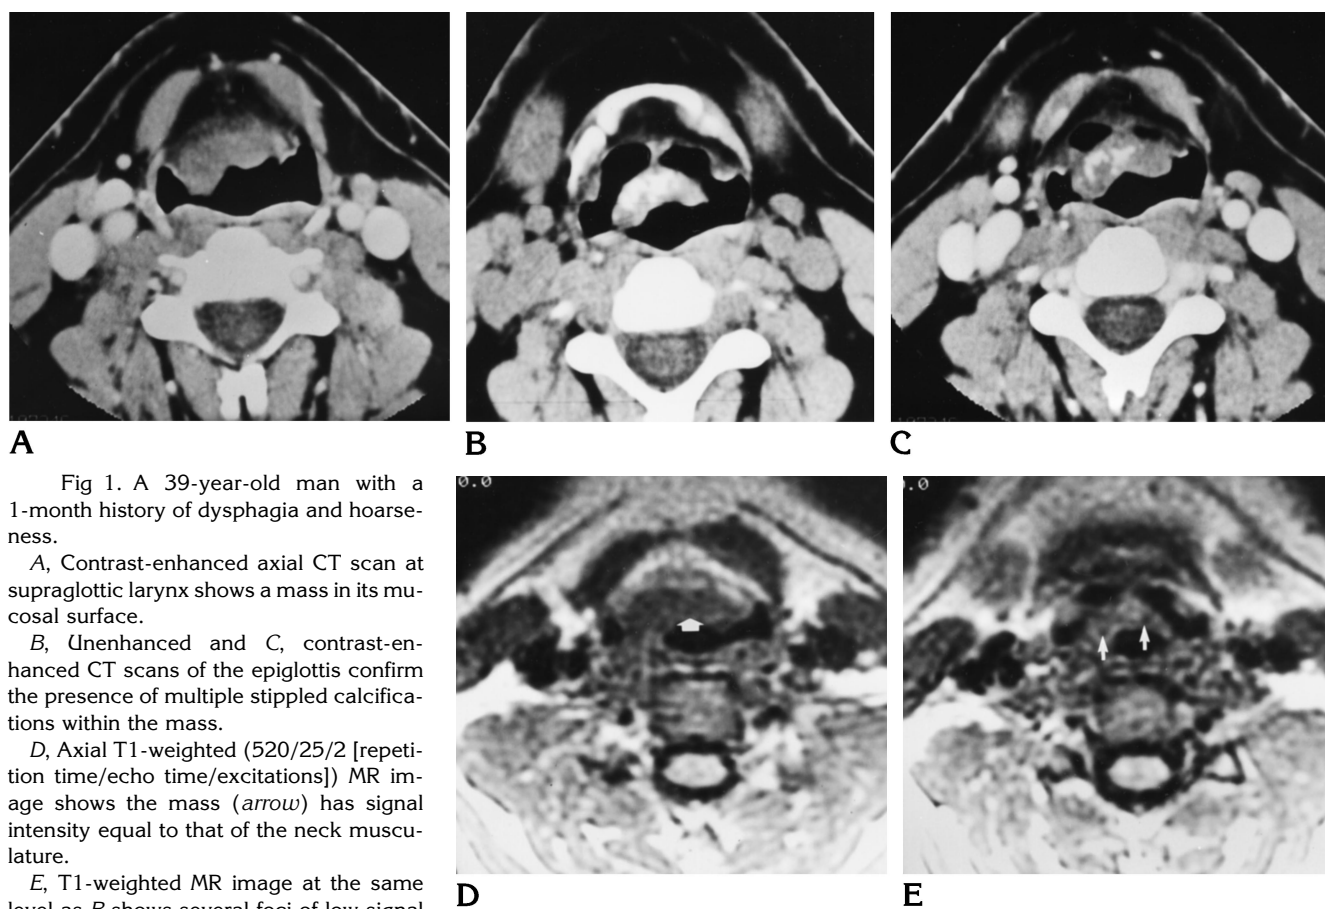 A
B
C
Fig 1. A 39-year-old man with a
1-month history of dysphagia and hoarse-
ness.
A, Contrast-enhanced axial CT scan at
supraglottic larynx shows a mass in its mu-
cosal surface.
B, Unenhanced and C, contrast-en-
hanced CT scans of the epiglottis confirm
the presence of multiple stippled calcifica-
tions within the mass.
D, Axial T1-weighted (520/25/2 [repeti-
tion time/echo time/excitations]) MR im-
age shows the mass (arrow) has signal
intensity equal to that of the neck muscu-
lature.
E, T1-weighted MR image at the same
level as B shows several foci of low signal
0.0
.0
D
E